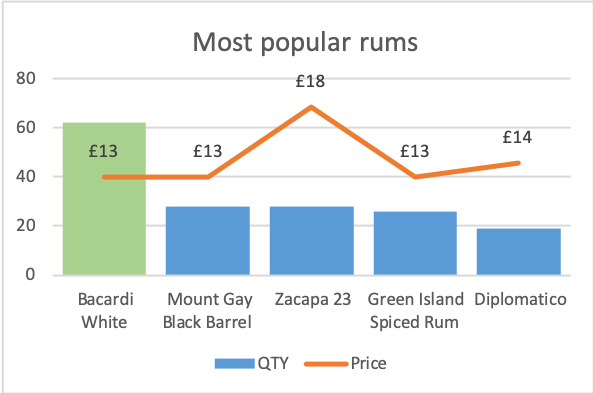 Most popular rums
80
60
40
20
0
£13
£13
£18
£13
£14
Bacardi White
Mount Gay Black Barrel
Zacapa 23
Green Island Spiced Rum
Diplomatico
QTY
Price